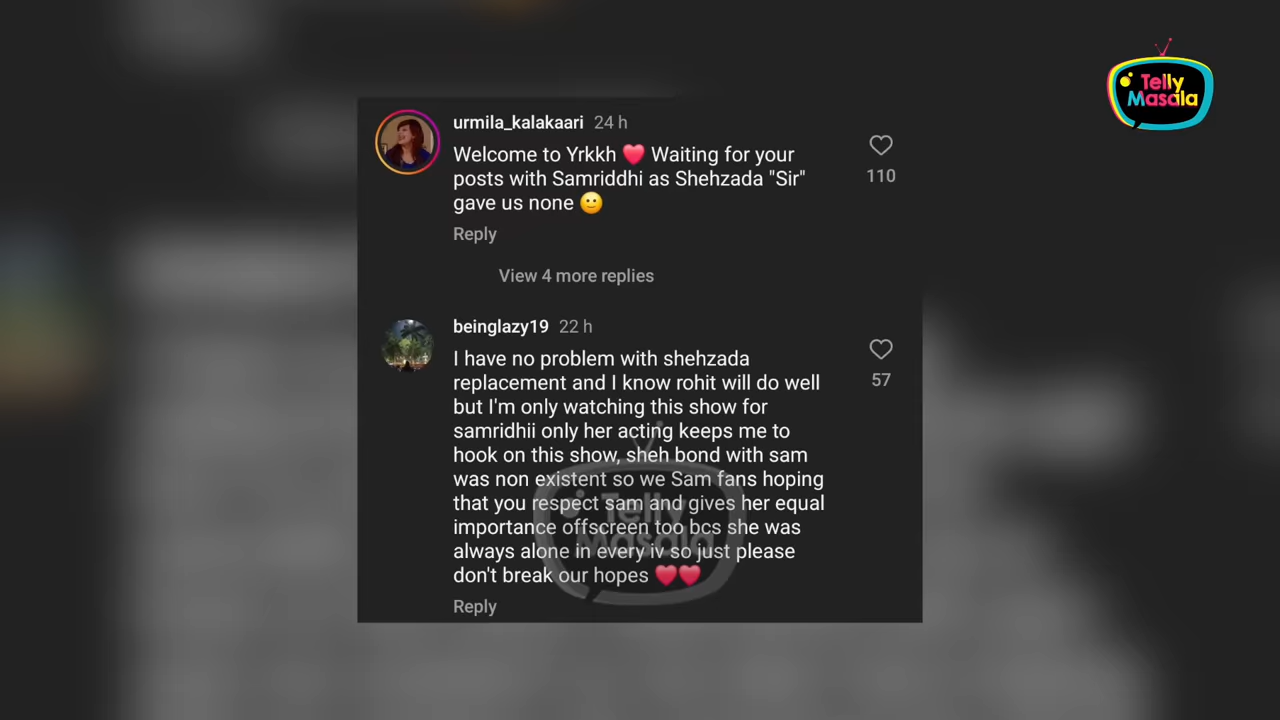 Telly
Masala
urmila_kalakaari 24 h
Welcome to Yrkkh ❤️ Waiting for your
posts with Samriddhi as Shehzada "Sir"
gave us none 🙂
110
Reply
View 4 more replies
beinglazy19 22 h
I have no problem with shehzada
replacement and I know rohit will do well
but I'm only watching this show for
samridhii only her acting keeps me to
hook on this show, sheh bond with sam
was non existent so we Sam fans hoping
that you respect sam and gives her equal
importance offscreen too bcs she was
always alone in every iv so just please
don't break our hopes ❤️❤️
57
Reply
Telly
Masala